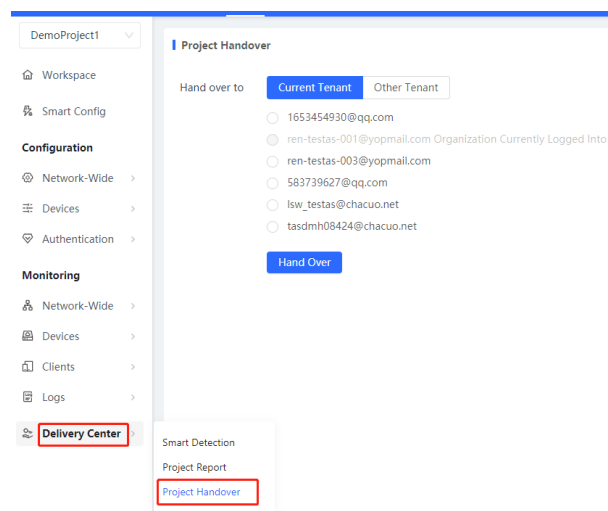 DemoProject1
Workspace
Smart Config
Configuration
Network-Wide
Devices
Authentication
Monitoring
Network-Wide
Devices
Clients
Logs
Delivery Center
Smart Detection
Project Report
Project Handover
Project Handover
Hand over to
Current Tenant
Other Tenant
1653454930@qq.com
ren-testas-001@yopmail.com Organization Currently Logged Into
ren-testas-003@yopmail.com
583739627@qq.com
lsw_testas@chacuo.net
tasdmh08424@chacuo.net
Hand Over